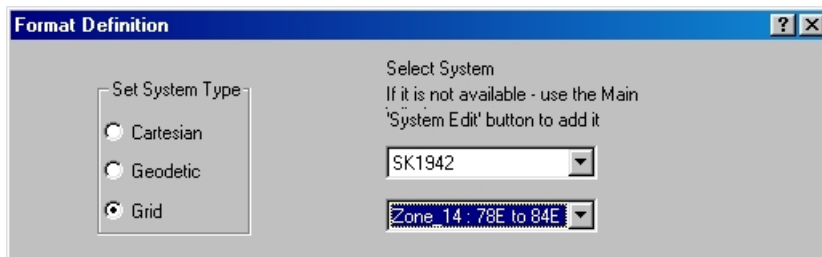 Format Definition
Set System Type
Cartesian
Geodetic
Grid
Select System
If it is not available - use the Main
'System Edit' button to add it
SK1942
Zone_14 : 78E to 84E